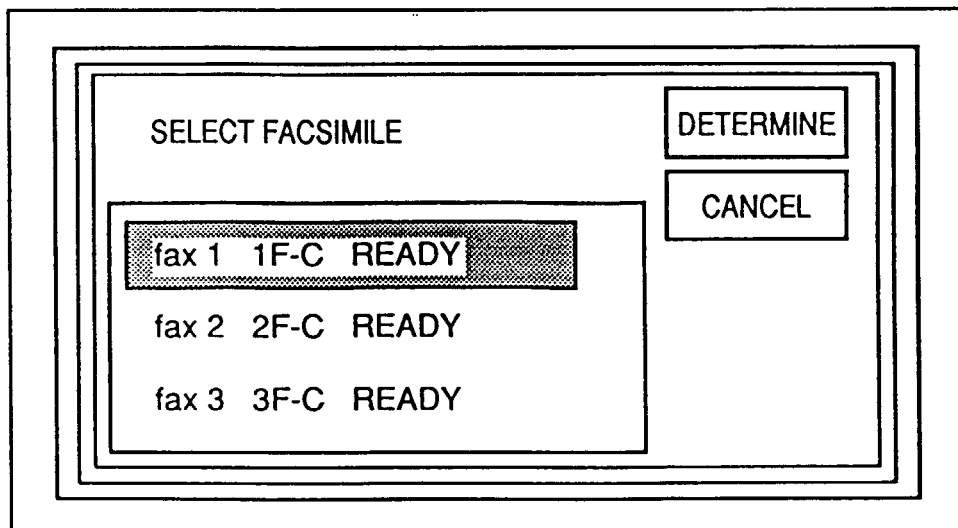 SELECT FACSIMILE
DETERMINE
CANCEL
fax 1 1F-C READY
fax 2 2F-C READY
fax 3 3F-C READY